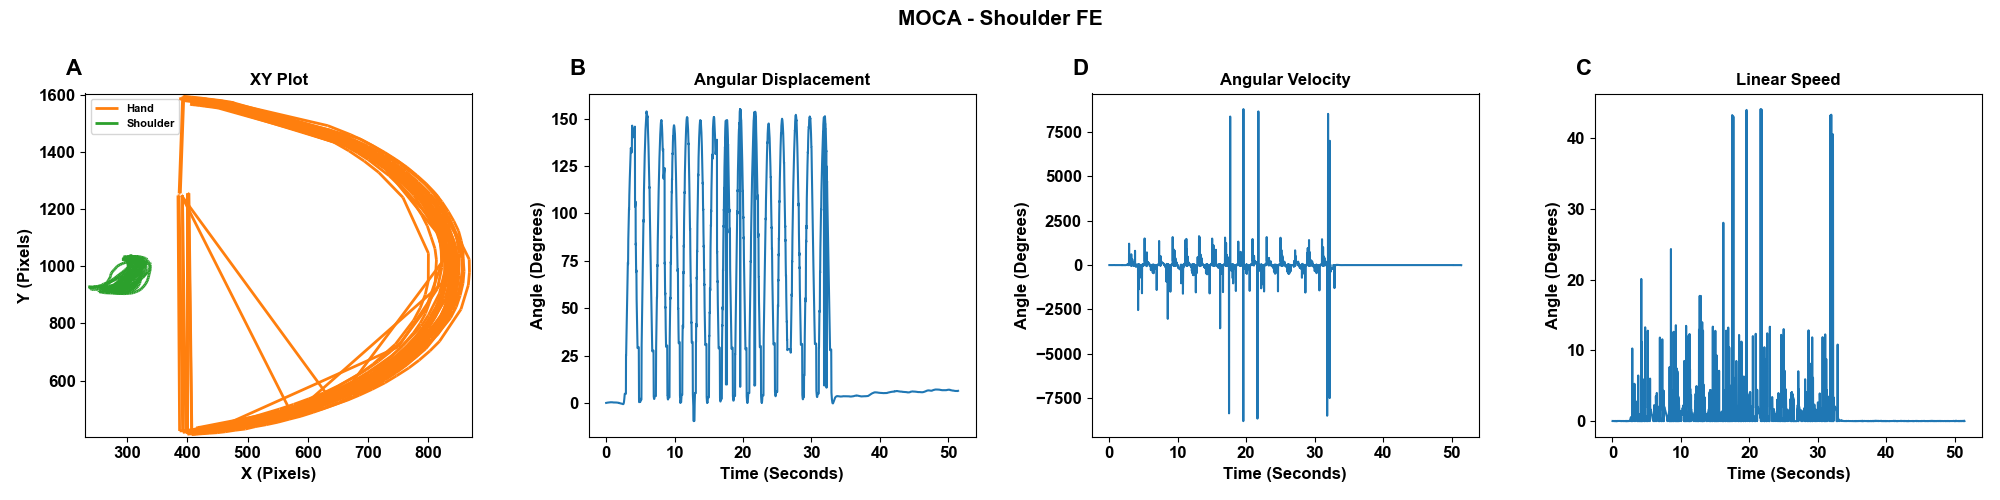 MOCA - Shoulder FE
A
XY Plot
Hand
Shoulder
1600
1400
1200
1000
800
600
Y (Pixels)
300
400
500
600
700
800
X (Pixels)
B
Angular Displacement
150
125
100
75
50
25
0
Angle (Degrees)
0
10
20
30
40
50
Time (Seconds)
D
Angular Velocity
7500
5000
2500
0
−2500
−5000
−7500
Angle (Degrees)
0
10
20
30
40
50
Time (Seconds)
C
Linear Speed
40
30
20
10
0
Angle (Degrees)
0
10
20
30
40
50
Time (Seconds)